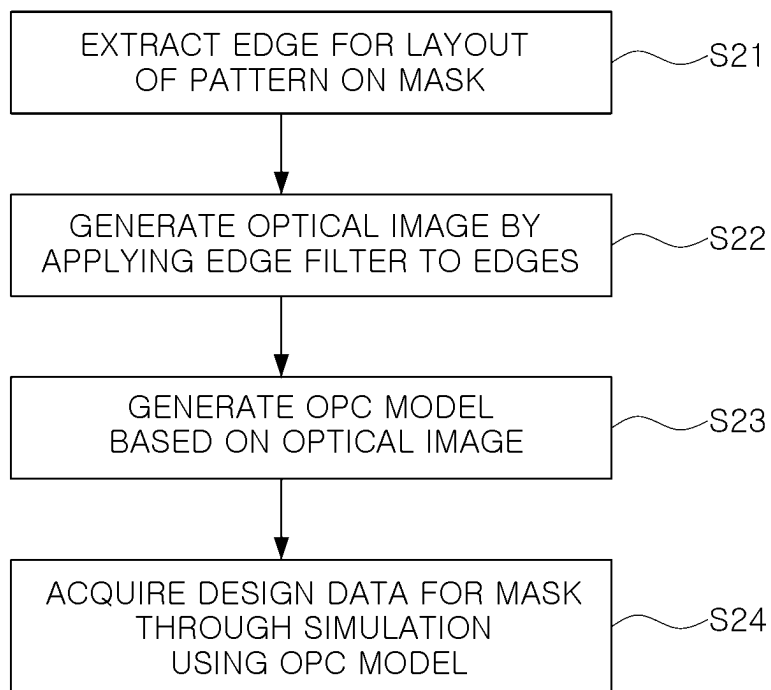 EXTRACT EDGE FOR LAYOUT
OF PATTERN ON MASK
S21
GENERATE OPTICAL IMAGE BY
APPLYING EDGE FILTER TO EDGES
S22
GENERATE OPC MODEL
BASED ON OPTICAL IMAGE
S23
ACQUIRE DESIGN DATA FOR MASK
THROUGH SIMULATION
USING OPC MODEL
S24